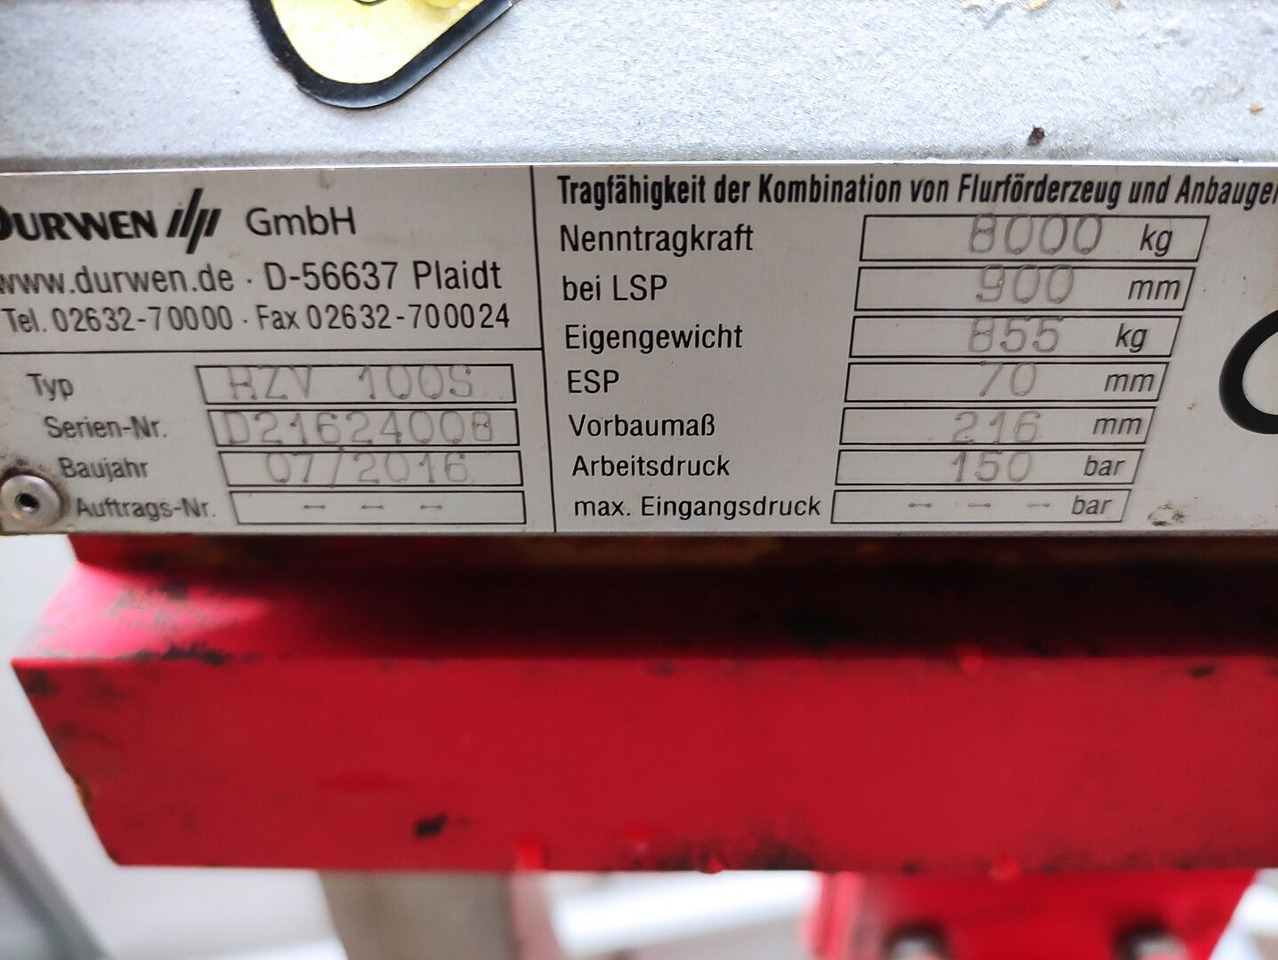 DURWEN GmbH
www.durwen.de · D-56637 Plaidt
Tel. 02632-70000 · Fax 02632-700024
Typ HZV 100S
Serien-Nr. D21624008
Baujahr 07/2016
Auftrags-Nr. - - -
Tragfähigkeit der Kombination von Flurförderzeug und Anbauger
Nenntragkraft 8000 kg
bei LSP 900 mm
Eigengewicht 855 kg
ESP 70 mm
Vorbaumaß 216 mm
Arbeitsdruck 150 bar
max. Eingangsdruck - - - bar